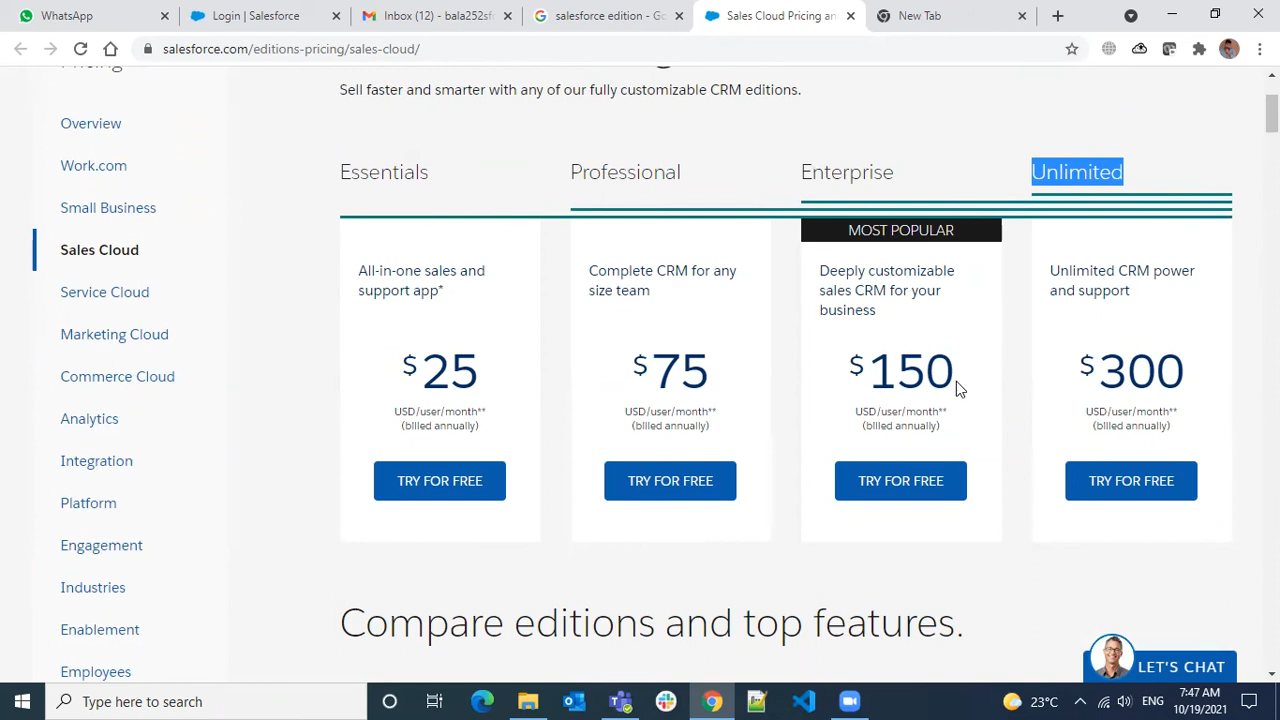 WhatsApp
Login | Salesforce
Inbox (12) - bala252sf
salesforce edition - Go
Sales Cloud Pricing an
New Tab
salesforce.com/editions-pricing/sales-cloud/
Pricing
Sell faster and smarter with any of our fully customizable CRM editions.
Overview
Work.com
Small Business
Sales Cloud
Service Cloud
Marketing Cloud
Commerce Cloud
Analytics
Integration
Platform
Engagement
Industries
Enablement
Employees
Essentials
Professional
Enterprise
Unlimited
MOST POPULAR
All-in-one sales and
support app*
$25
USD/user/month**
(billed annually)
TRY FOR FREE
Complete CRM for any
size team
$75
USD/user/month**
(billed annually)
TRY FOR FREE
Deeply customizable
sales CRM for your
business
$150
USD/user/month**
(billed annually)
TRY FOR FREE
Unlimited CRM power
and support
$300
USD/user/month**
(billed annually)
TRY FOR FREE
Compare editions and top features.
LET'S CHAT
Type here to search
23°C
ENG
7:47 AM
10/19/2021